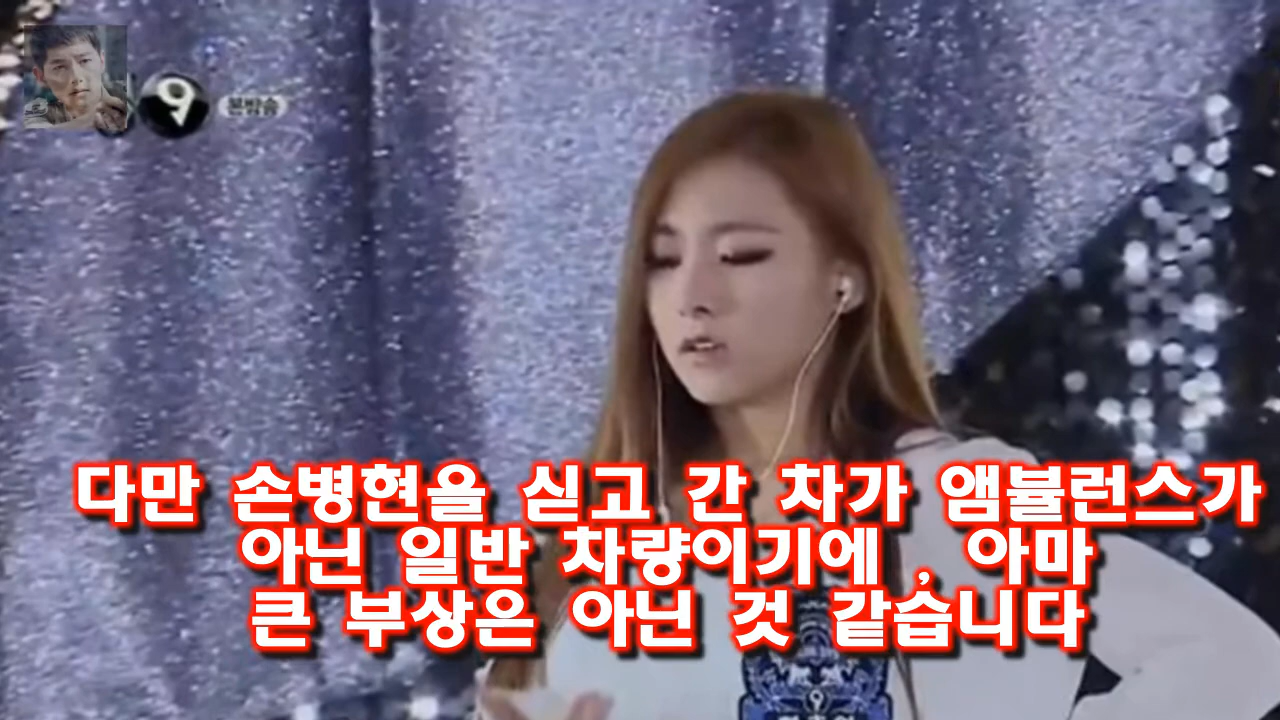 9 본방송
다만 손병현을 싣고 간 차가 앰뷸런스가
아닌 일반 차량이기에 , 아마
큰 부상은 아닌 것 같습니다
9